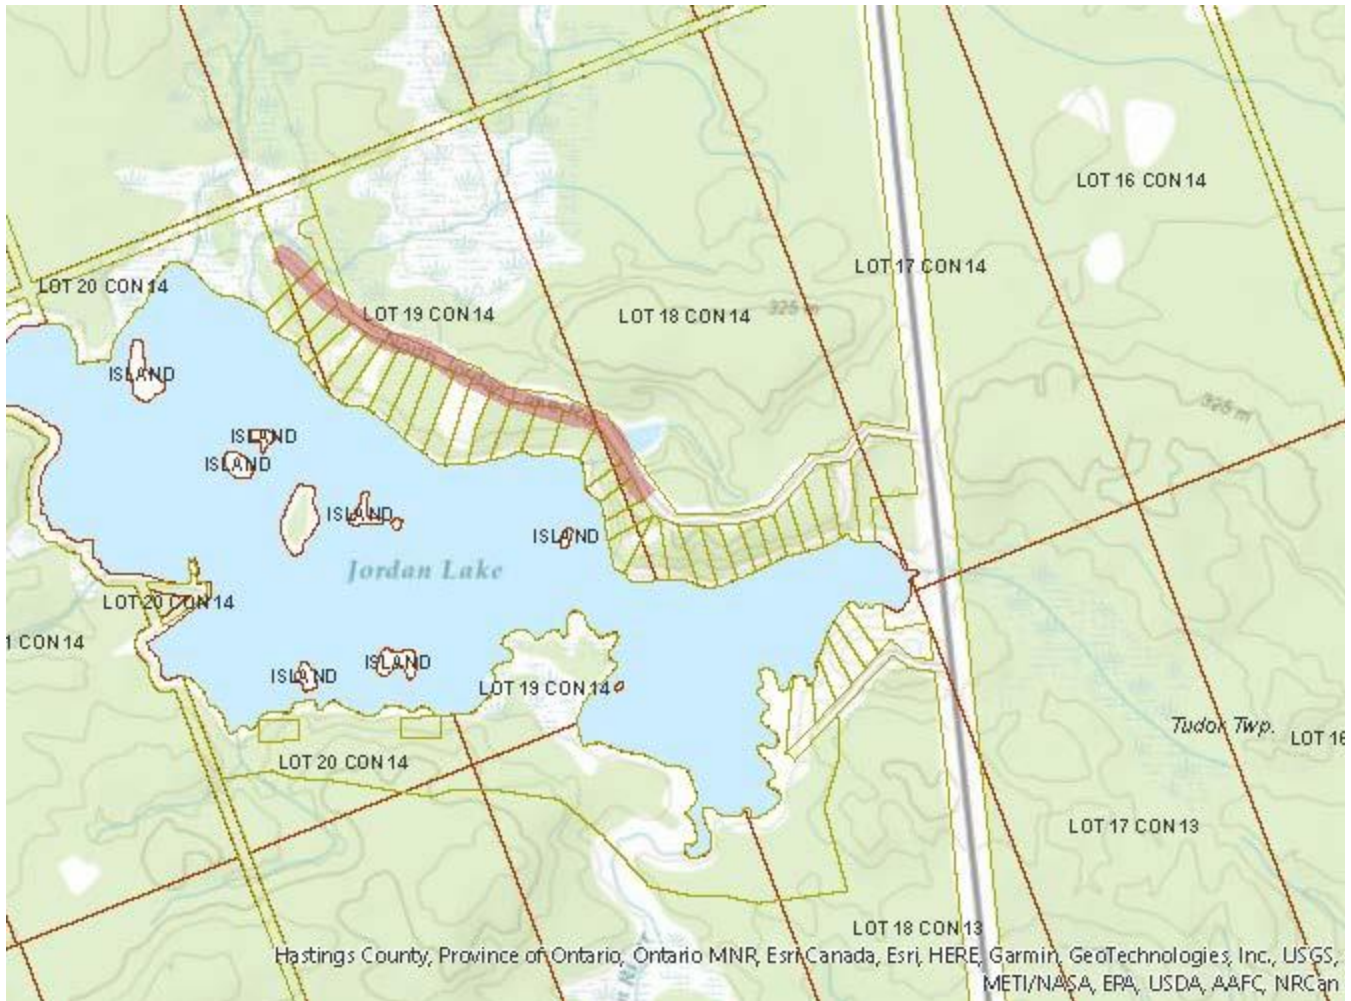 LOT 16 CON 14
LOT 17 CON 14
LOT 20 CON 14
LOT 19 CON 14
LOT 18 CON 14
325 m
ISLAND
325 m
ISLAND
ISLAND
ISLAND
ISLAND
Jordan Lake
LOT 20 CON 14
1 CON 14
ISLAND
ISLAND
LOT 19 CON 14
Tudor Twp.
LOT 16
LOT 20 CON 14
LOT 17 CON 13
LOT 18 CON 13
Hastings County, Province of Ontario, Ontario MNR, Esri Canada, Esri, HERE, Garmin, GeoTechnologies, Inc., USGS,
METI/NASA, EPA, USDA, AAFC, NRCan